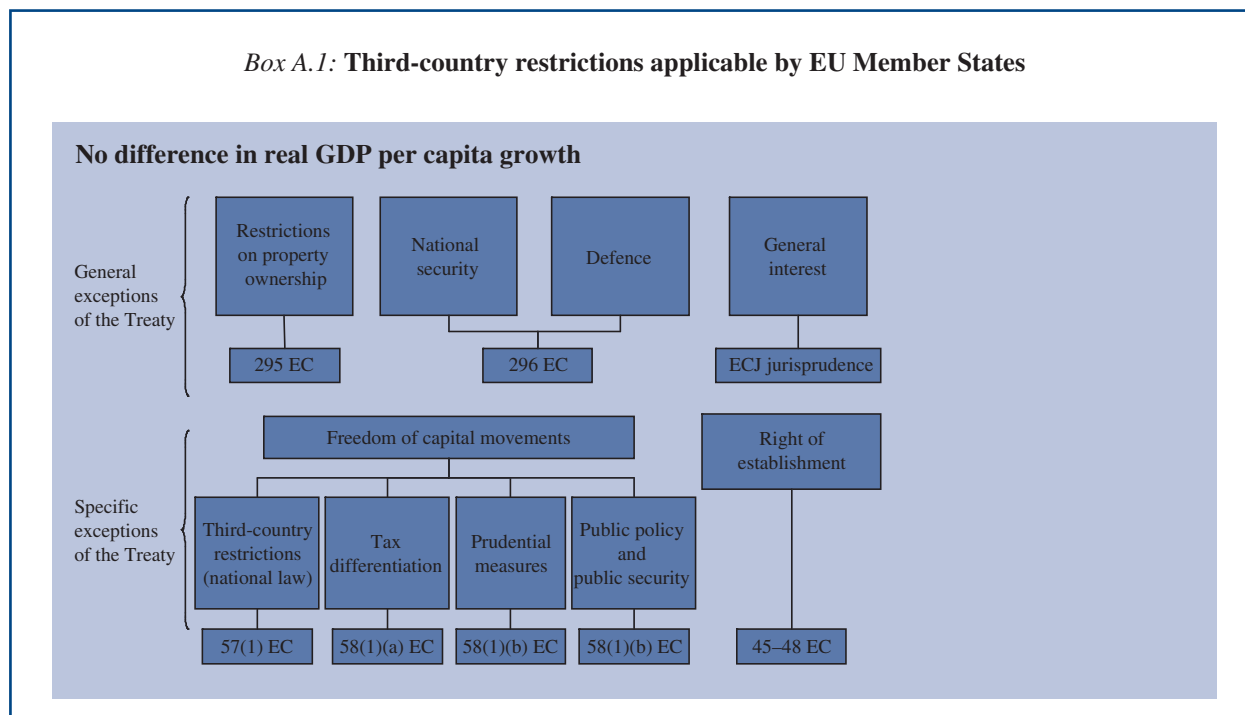 Box A.1: Third-country restrictions applicable by EU Member States
No difference in real GDP per capita growth
General
exceptions
of the Treaty
Restrictions
on property
ownership
National
security
Defence
General
interest
295 EC
296 EC
ECJ jurisprudence
Specific
exceptions
of the Treaty
Freedom of capital movements
Right of
establishment
Third-country
restrictions
(national law)
Tax
differentiation
Prudential
measures
Public policy
and
public security
57(1) EC
58(1)(a) EC
58(1)(b) EC
58(1)(b) EC
45–48 EC